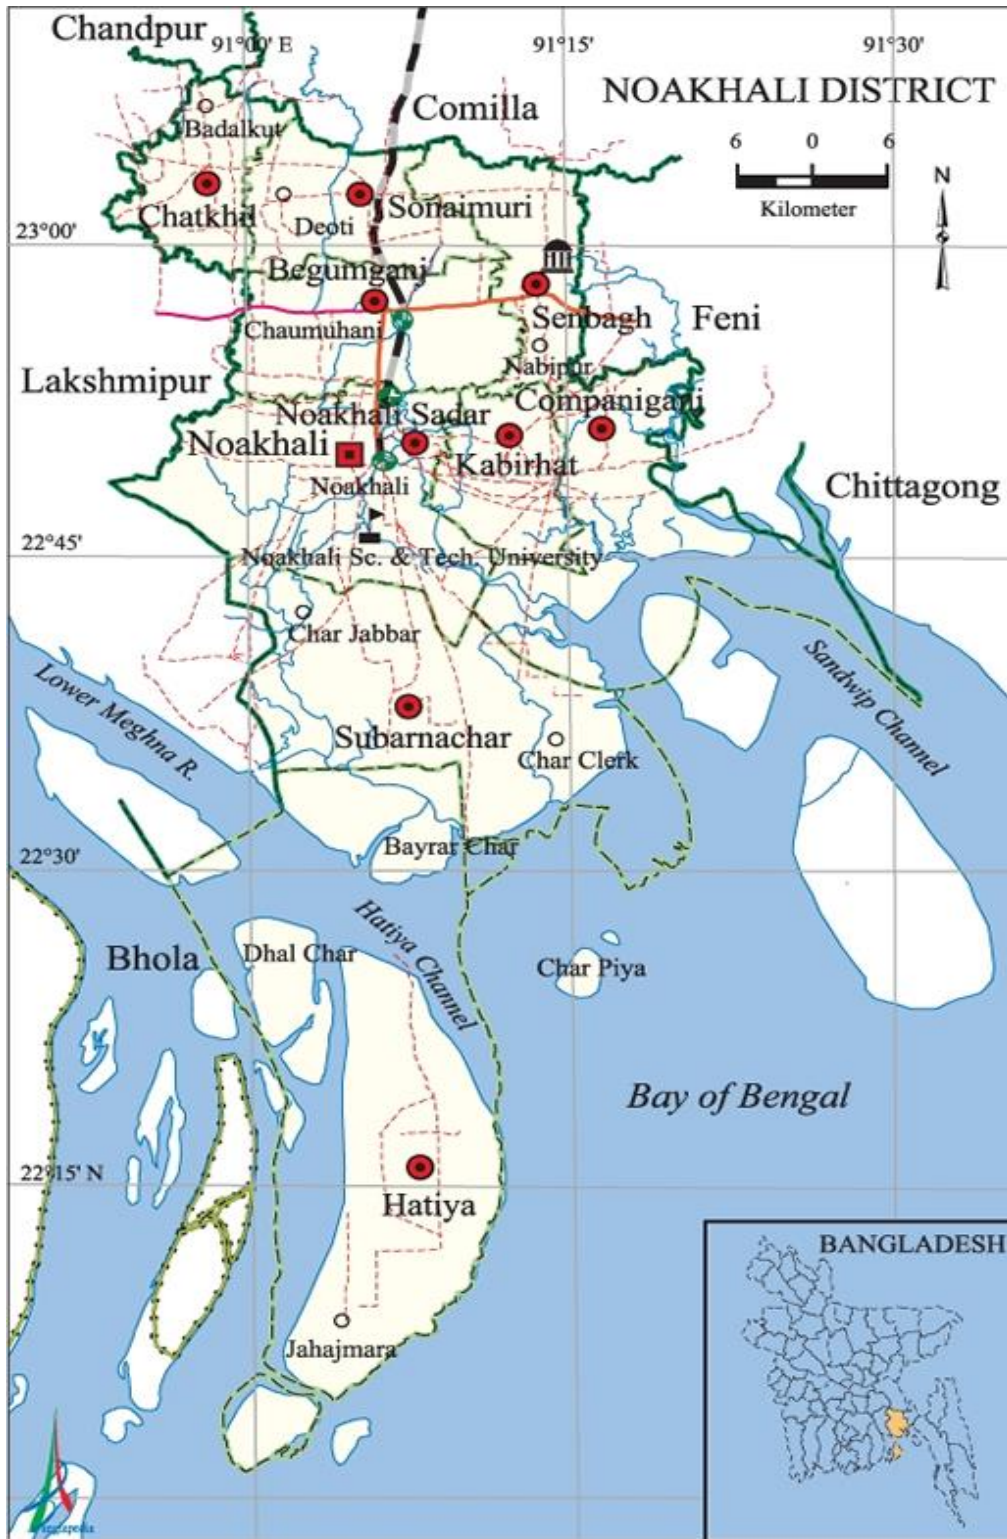 Chandpur
91°00' E
91°15'
91°30'
NOAKHALI DISTRICT
Comilla
6 0 6
Kilometer
N
Badalkut
Chatkhil
Deoti
Sonaimuri
23°00'
Begumganj
Chaumuhani
Senbagh
Feni
Nabipur
Lakshmipur
Companiganj
Noakhali Sadar
Noakhali
Kabirhat
Noakhali
Chittagong
22°45'
Noakhali Sc. & Tech. University
Char Jabbar
Lower Meghna R.
Sandwip Channel
Subarnachar
Char Clerk
Bayrar Char
22°30'
Hatiya Channel
Bhola
Dhal Char
Char Piya
Bay of Bengal
22°15' N
Hatiya
Jahajmara
BANGLADESH